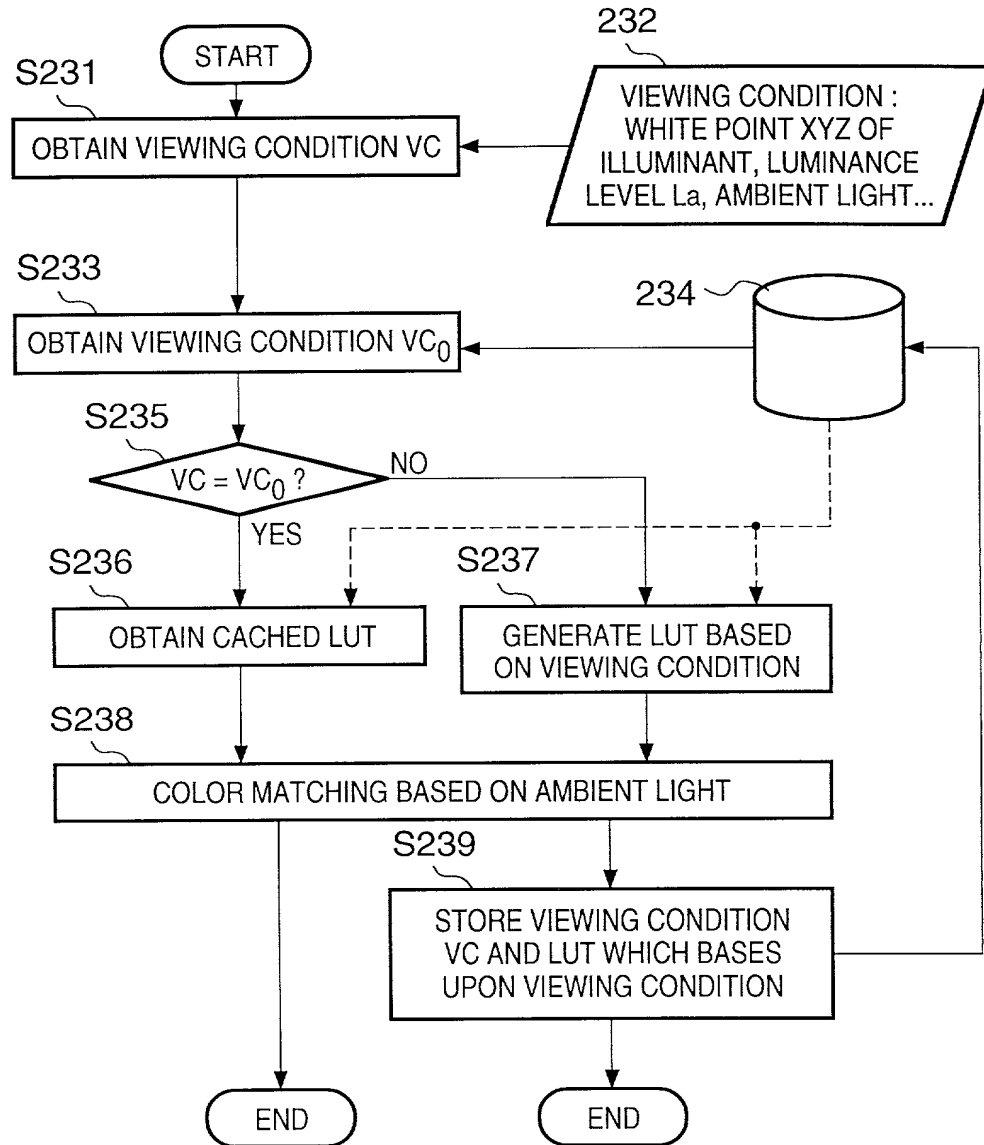 START
232
S231
VIEWING CONDITION :
WHITE POINT XYZ OF
ILLUMINANT, LUMINANCE
LEVEL La, AMBIENT LIGHT...
OBTAIN VIEWING CONDITION VC
S233
234
OBTAIN VIEWING CONDITION VC0
S235
VC = VC0 ?
NO
YES
S236
S237
OBTAIN CACHED LUT
GENERATE LUT BASED
ON VIEWING CONDITION
S238
COLOR MATCHING BASED ON AMBIENT LIGHT
S239
STORE VIEWING CONDITION
VC AND LUT WHICH BASES
UPON VIEWING CONDITION
END
END